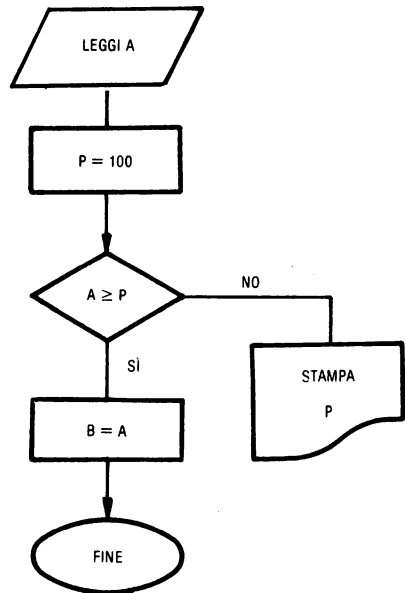 LEGGI A
P = 100
A ≥ P
NO
SÌ
STAMPA
P
B = A
FINE